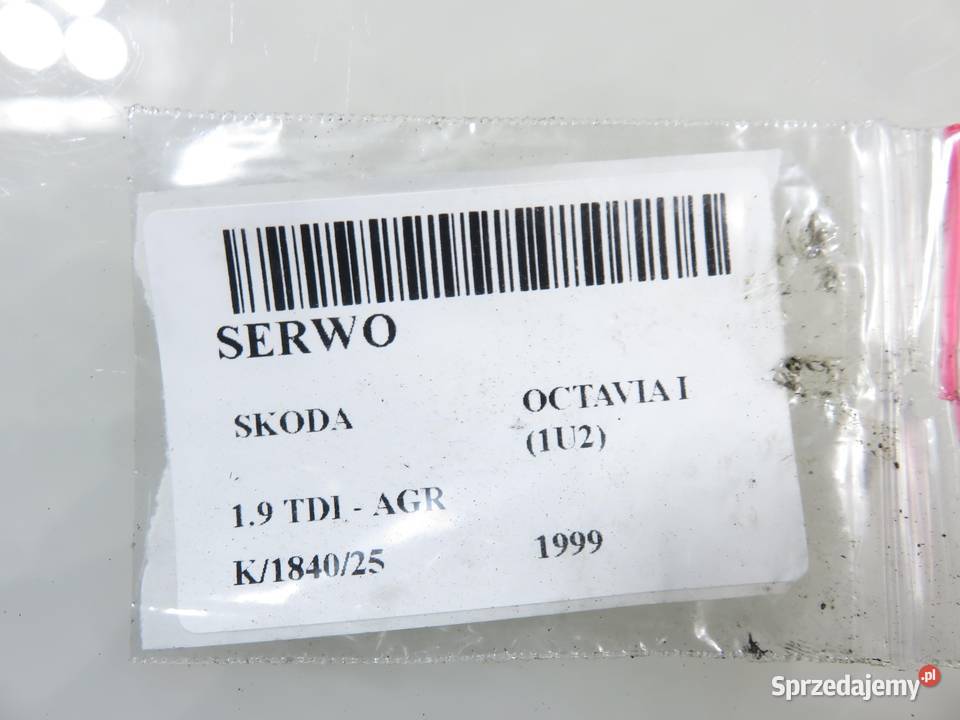 SERWO
SKODA
OCTAVIA I
(1U2)
1.9 TDI - AGR
K/1840/25
1999
Sprzedajemy.pl